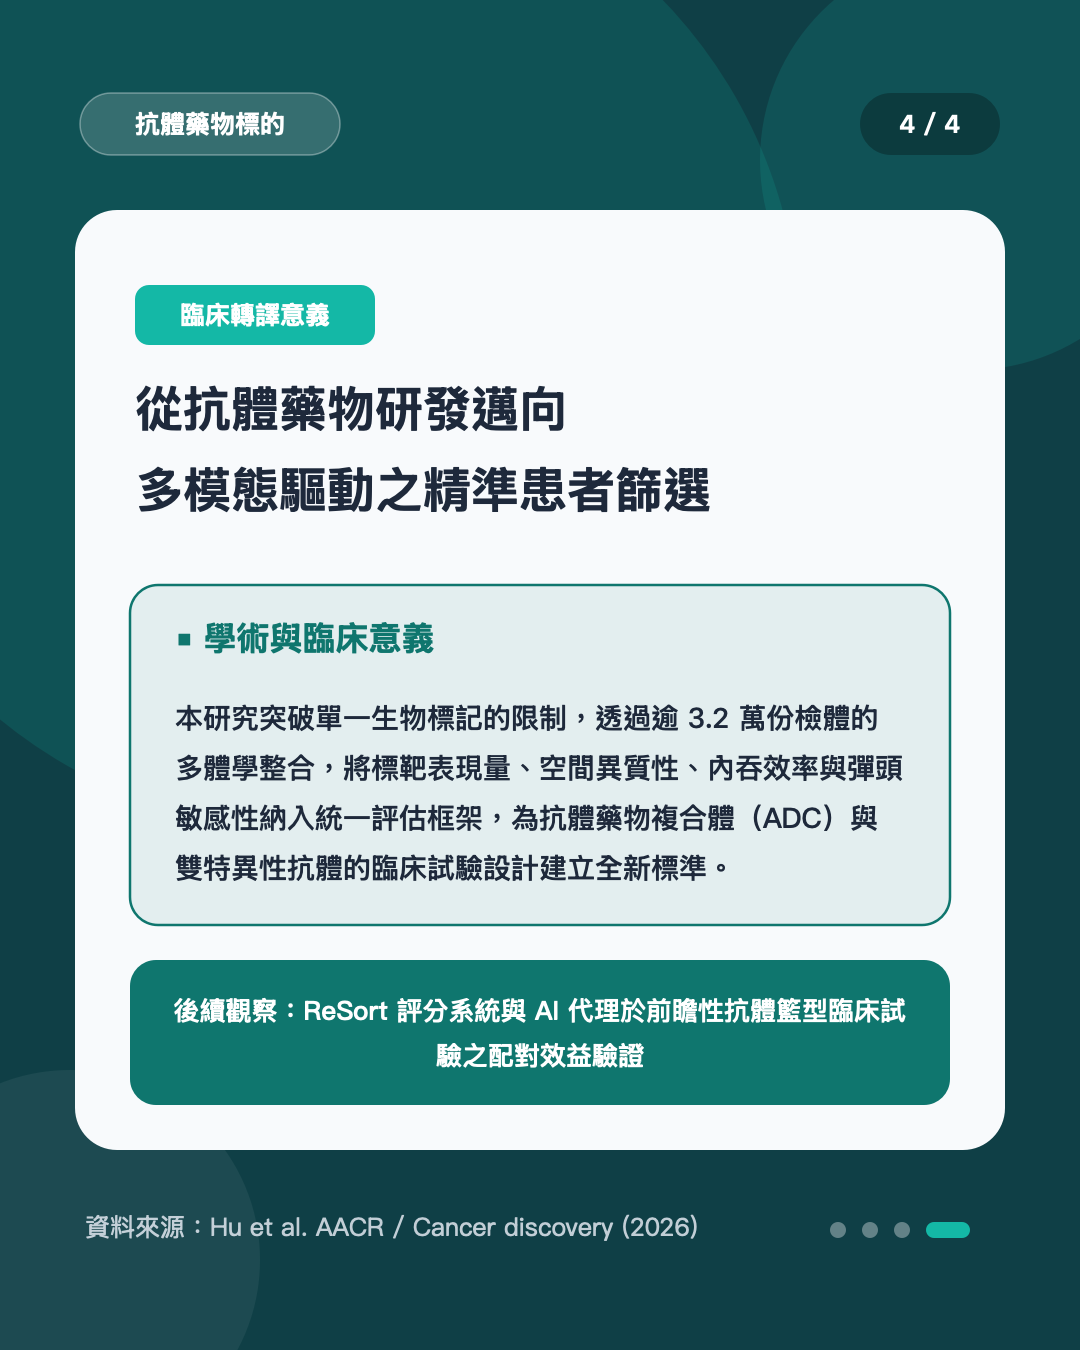 抗體藥物標的
4 / 4
臨床轉譯意義
從抗體藥物研發邁向
多模態驅動之精準患者篩選
▪ 學術與臨床意義
本研究突破單一生物標記的限制，透過逾 3.2 萬份檢體的
多體學整合，將標靶表現量、空間異質性、內吞效率與彈頭
敏感性納入統一評估框架，為抗體藥物複合體（ADC）與
雙特異性抗體的臨床試驗設計建立全新標準。
後續觀察：ReSort 評分系統與 AI 代理於前瞻性抗體籃型臨床試
驗之配對效益驗證
資料來源：Hu et al. AACR / Cancer discovery (2026)